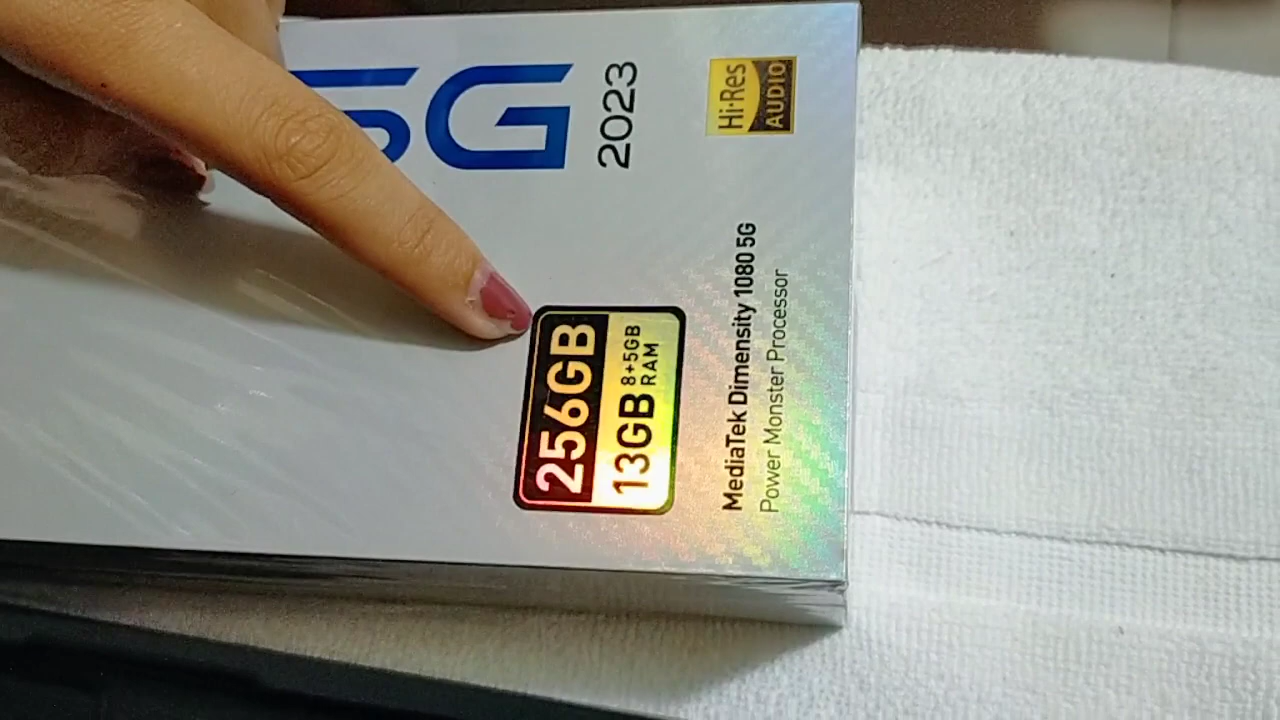 5G
2023
Hi-Res
AUDIO
256GB
13GB 8+5GB
RAM
MediaTek Dimensity 1080 5G
Power Monster Processor